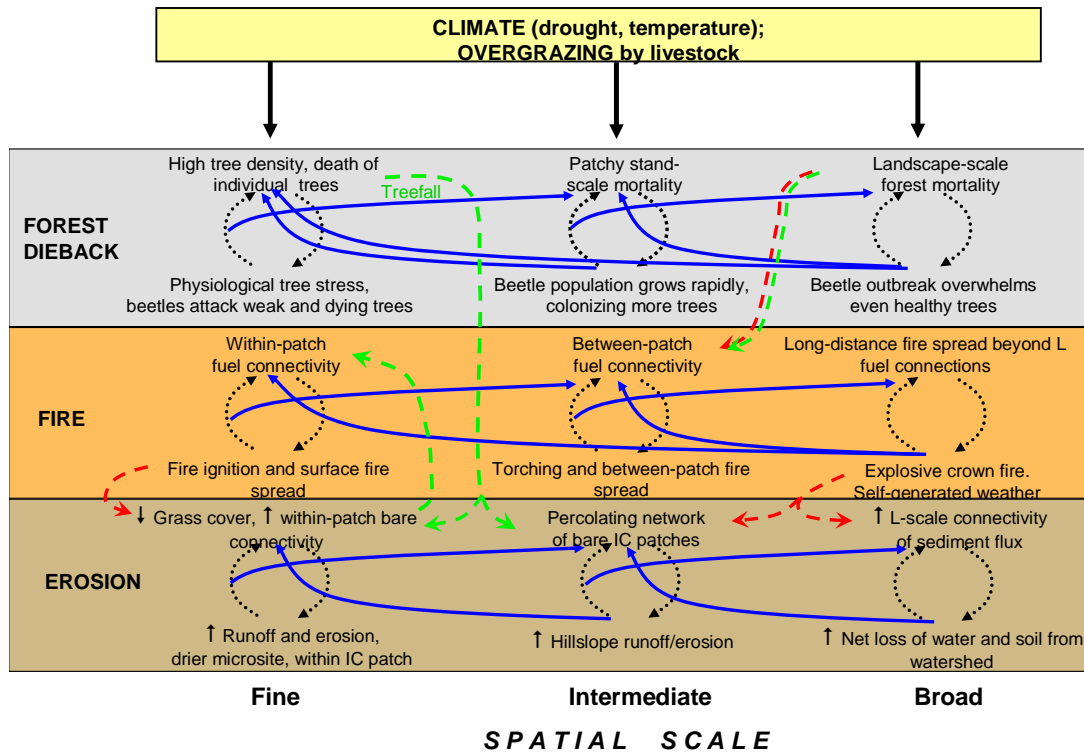 CLIMATE (drought, temperature);
OVERGRAZING by livestock
High tree density, death of
individual trees
Treefall
Patchy stand-
scale mortality
Landscape-scale
forest mortality
FOREST
DIEBACK
Physiological tree stress,
beetles attack weak and dying trees
Beetle population grows rapidly,
colonizing more trees
Beetle outbreak overwhelms
even healthy trees
Within-patch
fuel connectivity
Between-patch
fuel connectivity
Long-distance fire spread beyond L
fuel connections
FIRE
Fire ignition and surface fire
spread
Torching and between-patch fire
spread
Explosive crown fire.
Self-generated weather
↓ Grass cover, ↑ within-patch bare
connectivity
Percolating network
of bare IC patches
↑ L-scale connectivity
of sediment flux
EROSION
↑ Runoff and erosion,
drier microsite, within IC patch
↑ Hillslope runoff/erosion
↑ Net loss of water and soil from
watershed
Fine
Intermediate
Broad
SPATIAL SCALE